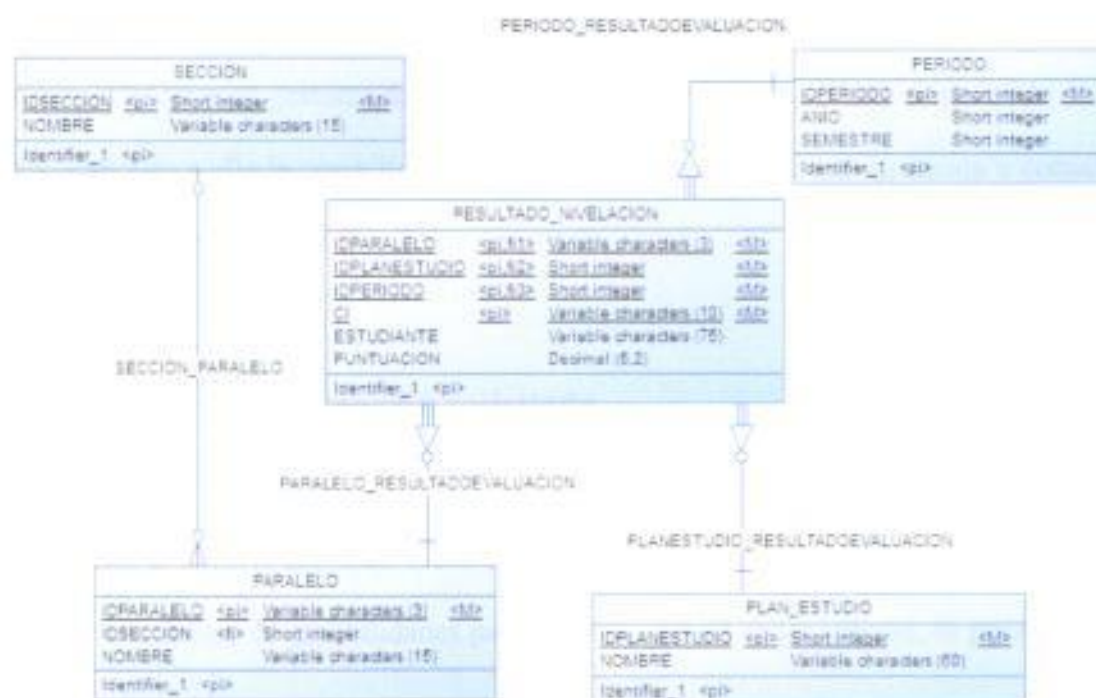 PERIODO_RESULTADOEVALUACION
SECCION
IDSECCION <pi> Short integer <M>
NOMBRE Variable characters (15)
Identifier_1 <pi>
PERIODO
IDPERIODO <pi> Short integer <M>
ANIO Short integer
SEMESTRE Short integer
Identifier_1 <pi>
RESULTADO_NIVELACION
IDPARALELO <pi,fi1> Variable characters (3) <M>
IDPLANESTUDIO <pi,fi2> Short integer <M>
IDPERIODO <pi,fi3> Short integer <M>
CI <pi> Variable characters (10) <M>
ESTUDIANTE Variable characters (75)
PUNTUACION Decimal (5,2)
Identifier_1 <pi>
SECCION_PARALELO
PARALELO_RESULTADOEVALUACION
PLANESTUDIO_RESULTADOEVALUACION
PARALELO
IDPARALELO <pi> Variable characters (3) <M>
IDSECCION <fi> Short integer
NOMBRE Variable characters (15)
Identifier_1 <pi>
PLAN_ESTUDIO
IDPLANESTUDIO <pi> Short integer <M>
NOMBRE Variable characters (60)
Identifier_1 <pi>